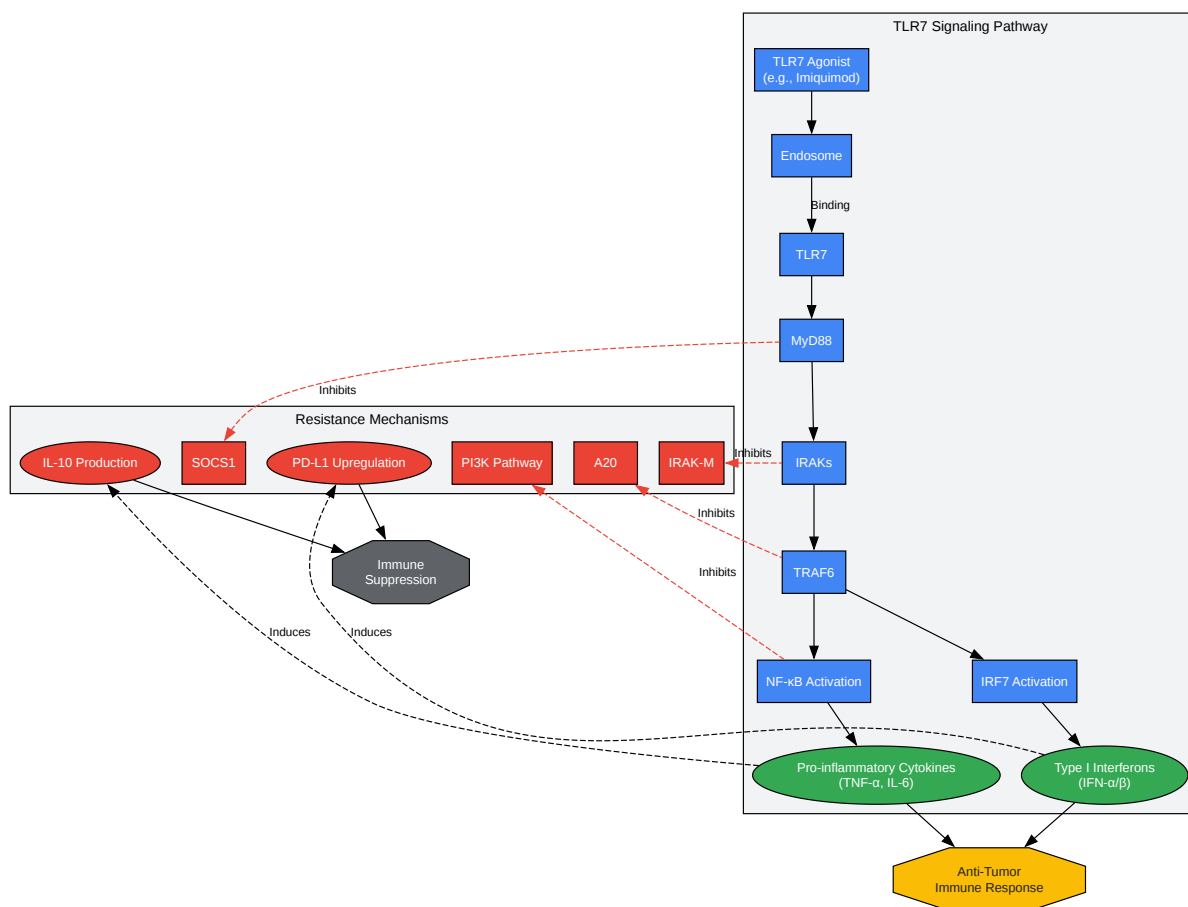 TLR7 Signaling Pathway
TLR7 Agonist
(e.g., Imiquimod)
Endosome
Binding
TLR7
MyD88
Inhibits
Resistance Mechanisms
IL-10 Production
SOCS1
PD-L1 Upregulation
PI3K Pathway
A20
IRAK-M
Inhibits
IRAKs
Inhibits
Immune
Suppression
Inhibits
TRAF6
Induces
Induces
NF-κB Activation
IRF7 Activation
Pro-inflammatory Cytokines
(TNF-α, IL-6)
Type I Interferons
(IFN-α/β)
Anti-Tumor
Immune Response